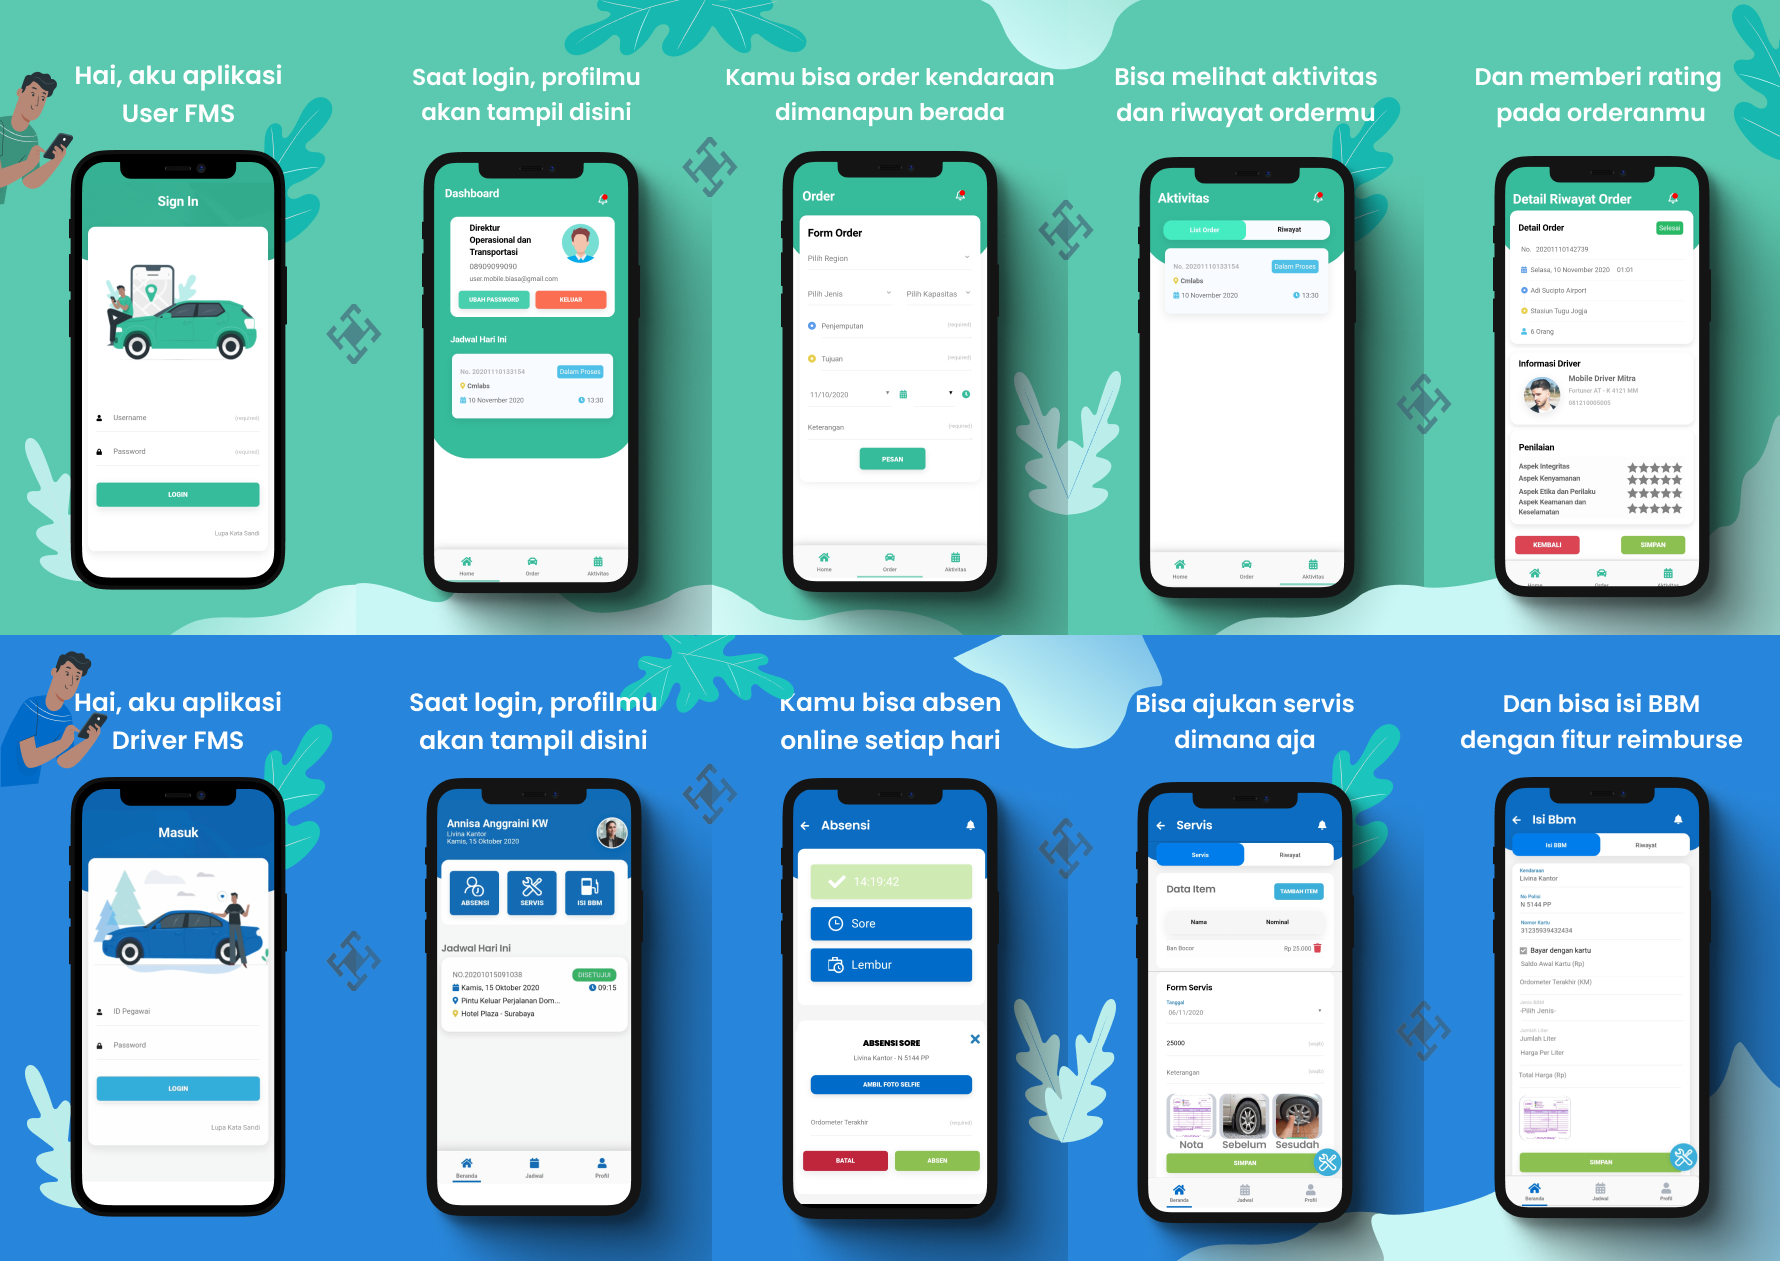 Hai, aku aplikasi
User FMS
Sign In
Username
(required)
Password
(required)
LOGIN
Lupa Kata Sandi
Saat login, profilmu
akan tampil disini
Dashboard
Direktur
Operasional dan
Transportasi
08909099090
user.mobile.biasa@gmail.com
UBAH PASSWORD
KELUAR
Jadwal Hari Ini
No. 20201110133154
Dalam Proses
Cmlabs
10 November 2020
13:30
Home
Order
Aktivitas
Kamu bisa order kendaraan
dimanapun berada
Order
Form Order
Pilih Region
Pilih Jenis
Pilih Kapasitas
Penjemputan
(required)
Tujuan
(required)
11/10/2020
Keterangan
(required)
PESAN
Home
Order
Aktivitas
Bisa melihat aktivitas
dan riwayat ordermu
Aktivitas
List Order
Riwayat
No. 20201110133154
Dalam Proses
Cmlabs
10 November 2020
13:30
Home
Order
Aktivitas
Dan memberi rating
pada orderanmu
Detail Riwayat Order
Detail Order
Selesai
No. 20201110142739
Selasa, 10 November 2020 01:01
Adi Sucipto Airport
Stasiun Tugu Jogja
6 Orang
Informasi Driver
Mobile Driver Mitra
Fortuner AT - K 4121 MM
081210005005
Penilaian
Aspek Integritas
Aspek Kenyamanan
Aspek Etika dan Perilaku
Aspek Keamanan dan
Keselamatan
KEMBALI
SIMPAN
Home
Order
Aktivitas
Hai, aku aplikasi
Driver FMS
Masuk
ID Pegawai
Password
LOGIN
Lupa Kata Sandi
Saat login, profilmu
akan tampil disini
Annisa Anggraini KW
Livina Kantor
Kamis, 15 Oktober 2020
ABSENSI
SERVIS
ISI BBM
Jadwal Hari Ini
NO.20201015091038
DISETUJUI
Kamis, 15 Oktober 2020
09:15
Pintu Keluar Perjalanan Dom...
Hotel Plaza - Surabaya
Beranda
Jadwal
Profil
Kamu bisa absen
online setiap hari
Absensi
14:19:42
Sore
Lembur
ABSENSI SORE
Livina Kantor - N 5144 PP
AMBIL FOTO SELFIE
Ordometer Terakhir
(required)
BATAL
ABSEN
Bisa ajukan servis
dimana aja
Servis
Servis
Riwayat
Data Item
TAMBAH ITEM
Nama
Nominal
Ban Bocor
Rp 25.000
Form Servis
Tanggal
06/11/2020
25000
(wajib)
Keterangan
(wajib)
Nota
Sebelum
Sesudah
SIMPAN
Beranda
Jadwal
Profil
Dan bisa isi BBM
dengan fitur reimburse
Isi Bbm
Isi BBM
Riwayat
Kendaraan
Livina Kantor
No Polisi
N 5144 PP
Nomor Kartu
31235939432434
Bayar dengan kartu
Saldo Awal Kartu (Rp)
Ordometer Terakhir (KM)
Jenis BBM
-Pilih Jenis-
Jumlah Liter
Jumlah Liter
Harga Per Liter
Total Harga (Rp)
SIMPAN
Beranda
Jadwal
Profil